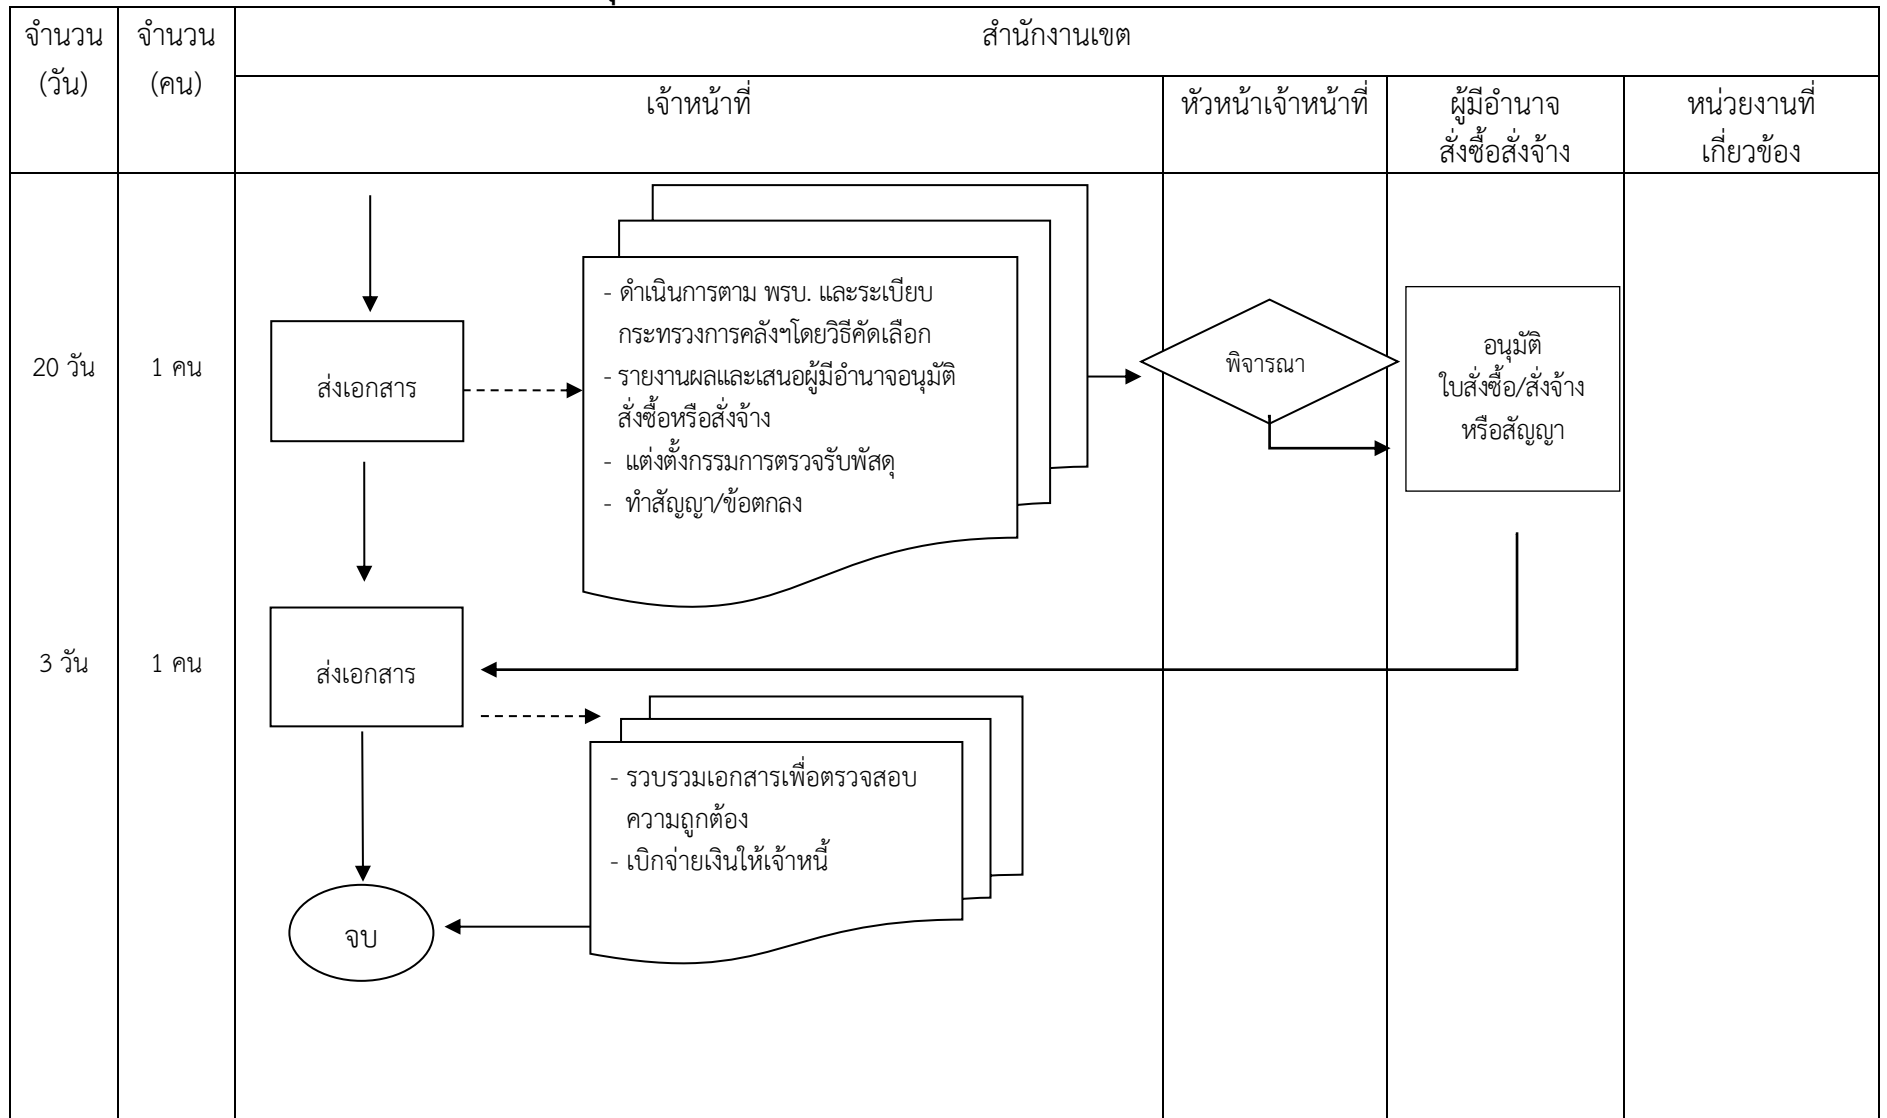 จำนวน
(วัน)
จำนวน
(คน)
สำนักงานเขต
เจ้าหน้าที่
หัวหน้าเจ้าหน้าที่
ผู้มีอำนาจ
สั่งซื้อสั่งจ้าง
หน่วยงานที่
เกี่ยวข้อง
20 วัน
1 คน
ส่งเอกสาร
- ดำเนินการตาม พรบ. และระเบียบ
กระทรวงการคลังฯโดยวิธีคัดเลือก
- รายงานผลและเสนอผู้มีอำนาจอนุมัติ
สั่งซื้อหรือสั่งจ้าง
- แต่งตั้งกรรมการตรวจรับพัสดุ
- ทำสัญญา/ข้อตกลง
พิจารณา
อนุมัติ
ใบสั่งซื้อ/สั่งจ้าง
หรือสัญญา
3 วัน
1 คน
ส่งเอกสาร
- รวบรวมเอกสารเพื่อตรวจสอบ
ความถูกต้อง
- เบิกจ่ายเงินให้เจ้าหนี้
จบ